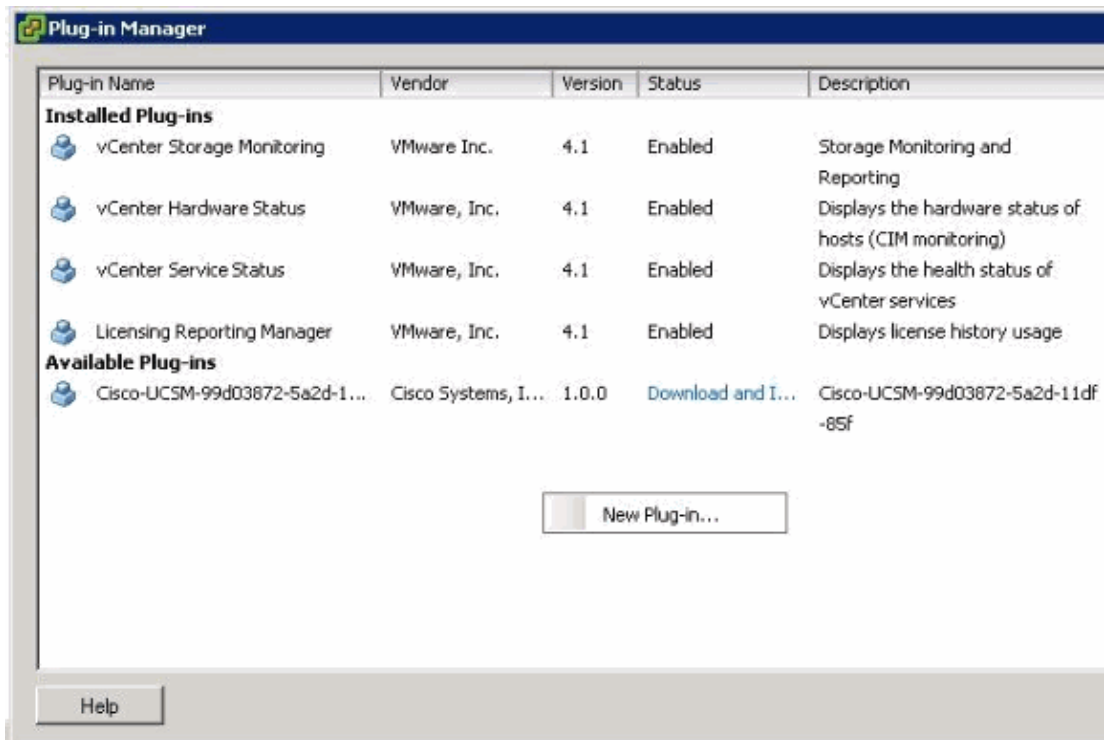 Plug-in Manager
Plug-in Name Vendor Version Status Description
Installed Plug-ins
vCenter Storage Monitoring VMware Inc. 4.1 Enabled Storage Monitoring and
Reporting
vCenter Hardware Status VMware, Inc. 4.1 Enabled Displays the hardware status of
hosts (CIM monitoring)
vCenter Service Status VMware, Inc. 4.1 Enabled Displays the health status of
vCenter services
Licensing Reporting Manager VMware, Inc. 4.1 Enabled Displays license history usage
Available Plug-ins
Cisco-UCSM-99d03872-5a2d-1... Cisco Systems, I... 1.0.0 Download and I... Cisco-UCSM-99d03872-5a2d-11df
-85f
New Plug-in...
Help